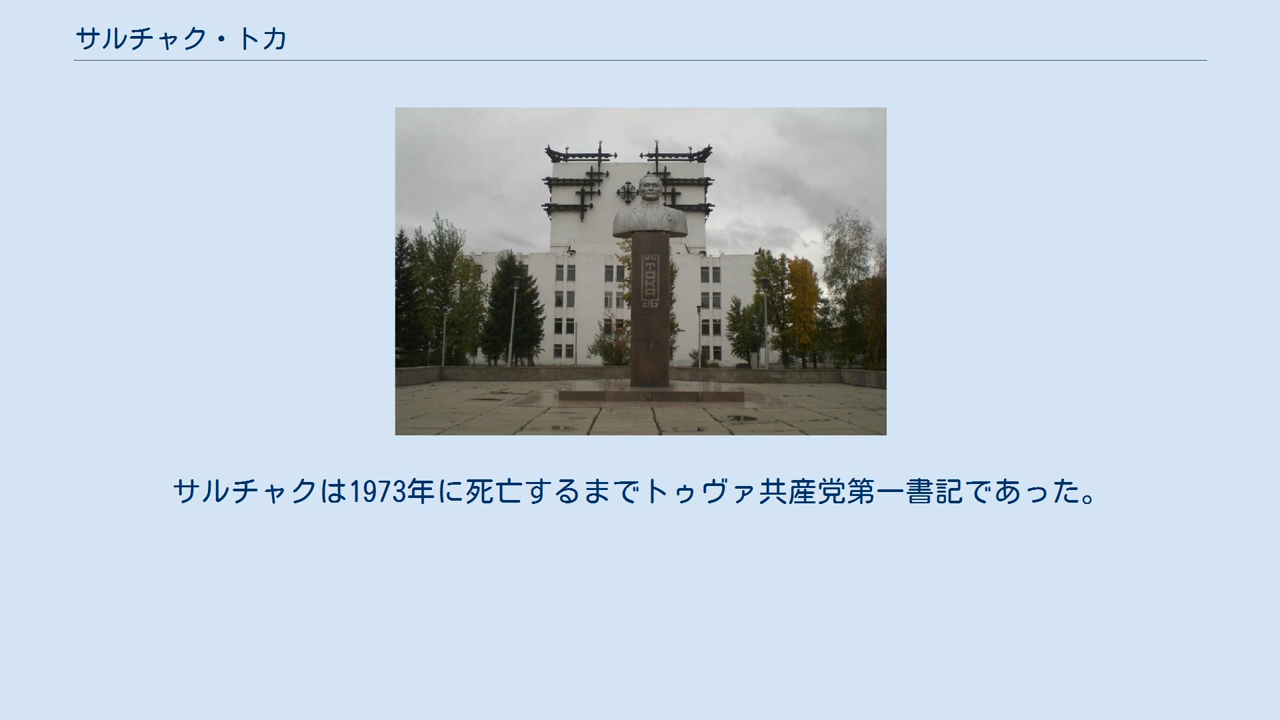 サルチャク・トカ
ТОКА
サルチャクは1973年に死亡するまでトゥヴァ共産党第一書記であった。